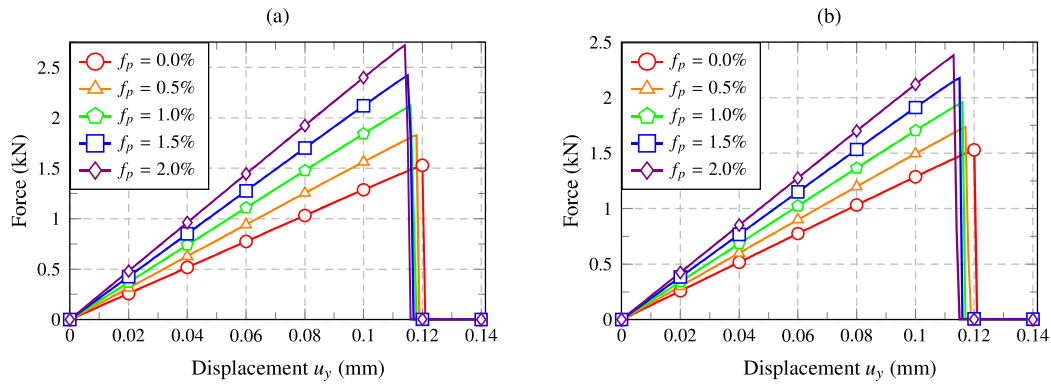 (a)
f_p = 0.0%
f_p = 0.5%
f_p = 1.0%
f_p = 1.5%
f_p = 2.0%
2.5
2
1.5
1
0.5
0
Force (kN)
0 0.02 0.04 0.06 0.08 0.1 0.12 0.14
Displacement u_y (mm)
(b)
f_p = 0.0%
f_p = 0.5%
f_p = 1.0%
f_p = 1.5%
f_p = 2.0%
2.5
2
1.5
1
0.5
0
Force (kN)
0 0.02 0.04 0.06 0.08 0.1 0.12 0.14
Displacement u_y (mm)